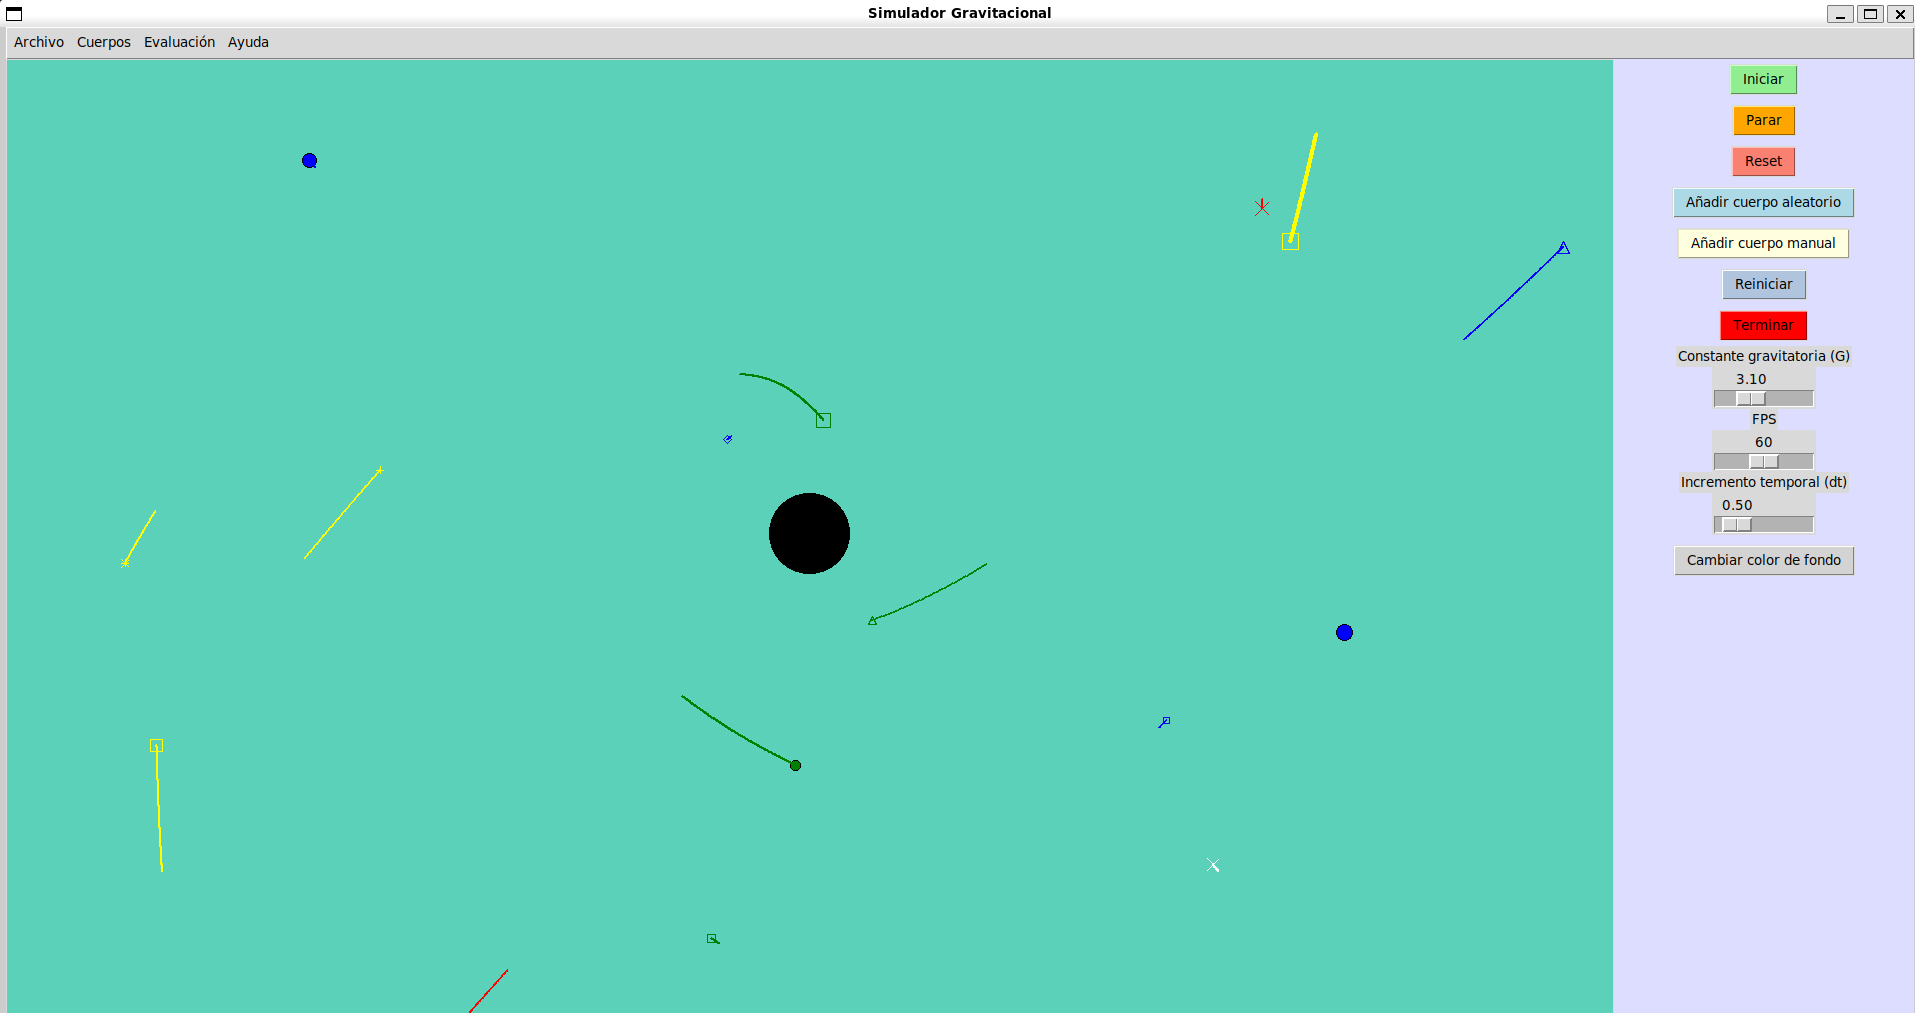 Simulador Gravitacional
Archivo Cuerpos Evaluación Ayuda
Iniciar
Parar
Reset
Añadir cuerpo aleatorio
Añadir cuerpo manual
Reiniciar
Terminar
Constante gravitatoria (G)
3.10
FPS
60
Incremento temporal (dt)
0.50
Cambiar color de fondo